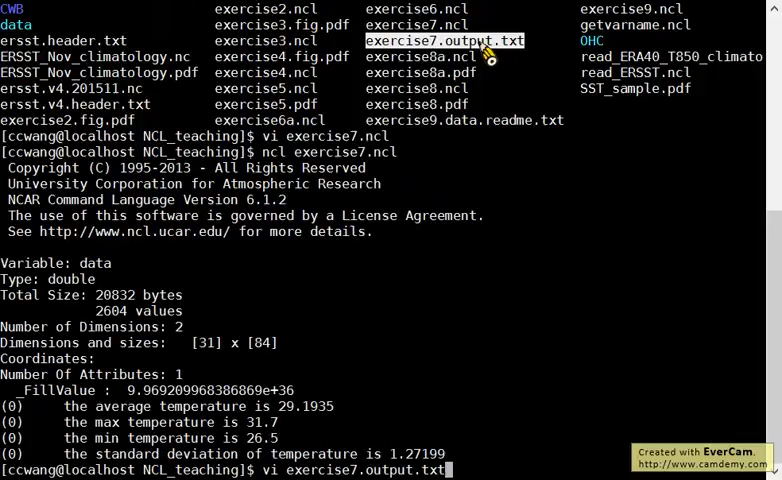 CWB exercise2.ncl exercise6.ncl exercise9.ncl
data exercise3.fig.pdf exercise7.ncl getvarname.ncl
ersst.header.txt exercise3.ncl exercise7.output.txt OHC
ERSST_Nov_climatology.nc exercise4.fig.pdf exercise8a.ncl read_ERA40_T850_climato
ERSST_Nov_climatology.pdf exercise4.ncl exercise8a.pdf read_ERSST.ncl
ersst.v4.201511.nc exercise5.ncl exercise8.ncl SST_sample.pdf
ersst.v4.header.txt exercise5.pdf exercise8.pdf
exercise2.fig.pdf exercise6a.ncl exercise9.data.readme.txt
[ccwang@localhost NCL_teaching]$ vi exercise7.ncl
[ccwang@localhost NCL_teaching]$ ncl exercise7.ncl
Copyright (C) 1995-2013 - All Rights Reserved
University Corporation for Atmospheric Research
NCAR Command Language Version 6.1.2
The use of this software is governed by a License Agreement.
See http://www.ncl.ucar.edu/ for more details.
Variable: data
Type: double
Total Size: 20832 bytes
2604 values
Number of Dimensions: 2
Dimensions and sizes: [31] x [84]
Coordinates:
Number Of Attributes: 1
_FillValue : 9.969209968386869e+36
(0) the average temperature is 29.1935
(0) the max temperature is 31.7
(0) the min temperature is 26.5
(0) the standard deviation of temperature is 1.27199
[ccwang@localhost NCL_teaching]$ vi exercise7.output.txt
Created with EverCam.
http://www.camdemy.com